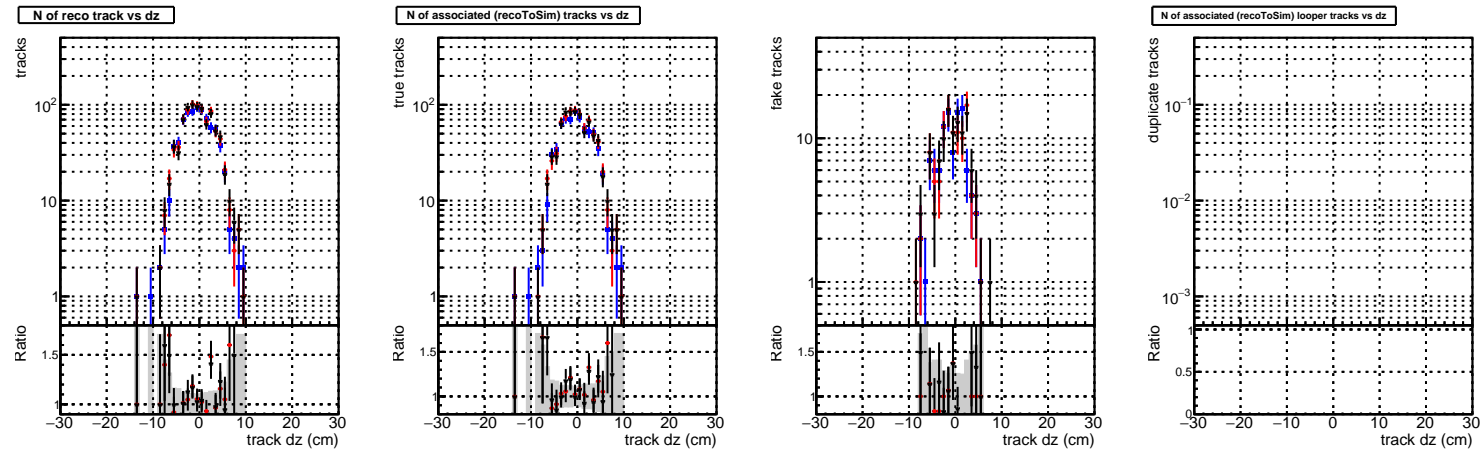 N of reco track vs dz
tracks
10²
10
1
Ratio
1.5
1
−30 −20 −10 0 10 20 30
track dz (cm)
N of associated (recoToSim) tracks vs dz
true tracks
10²
10
1
Ratio
1.5
1
−30 −20 −10 0 10 20 30
track dz (cm)
fake tracks
10
1
Ratio
1.5
1
−30 −20 −10 0 10 20 30
track dz (cm)
N of associated (recoToSim) looper tracks vs dz
duplicate tracks
10⁻¹
10⁻²
10⁻³
Ratio
1
0.5
0
−30 −20 −10 0 10 20 30
track dz (cm)